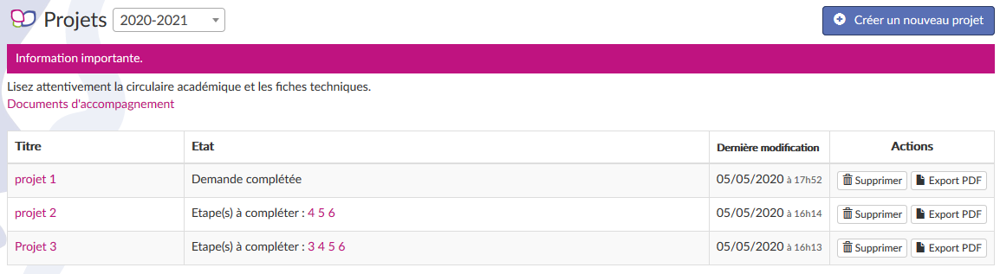 Projets 2020-2021 Créer un nouveau projet
Information importante.
Lisez attentivement la circulaire académique et les fiches techniques.
Documents d'accompagnement
Titre Etat Dernière modification Actions
projet 1 Demande complétée 05/05/2020 à 17h52 Supprimer Export PDF
projet 2 Etape(s) à compléter : 4 5 6 05/05/2020 à 16h14 Supprimer Export PDF
Projet 3 Etape(s) à compléter : 3 4 5 6 05/05/2020 à 16h13 Supprimer Export PDF